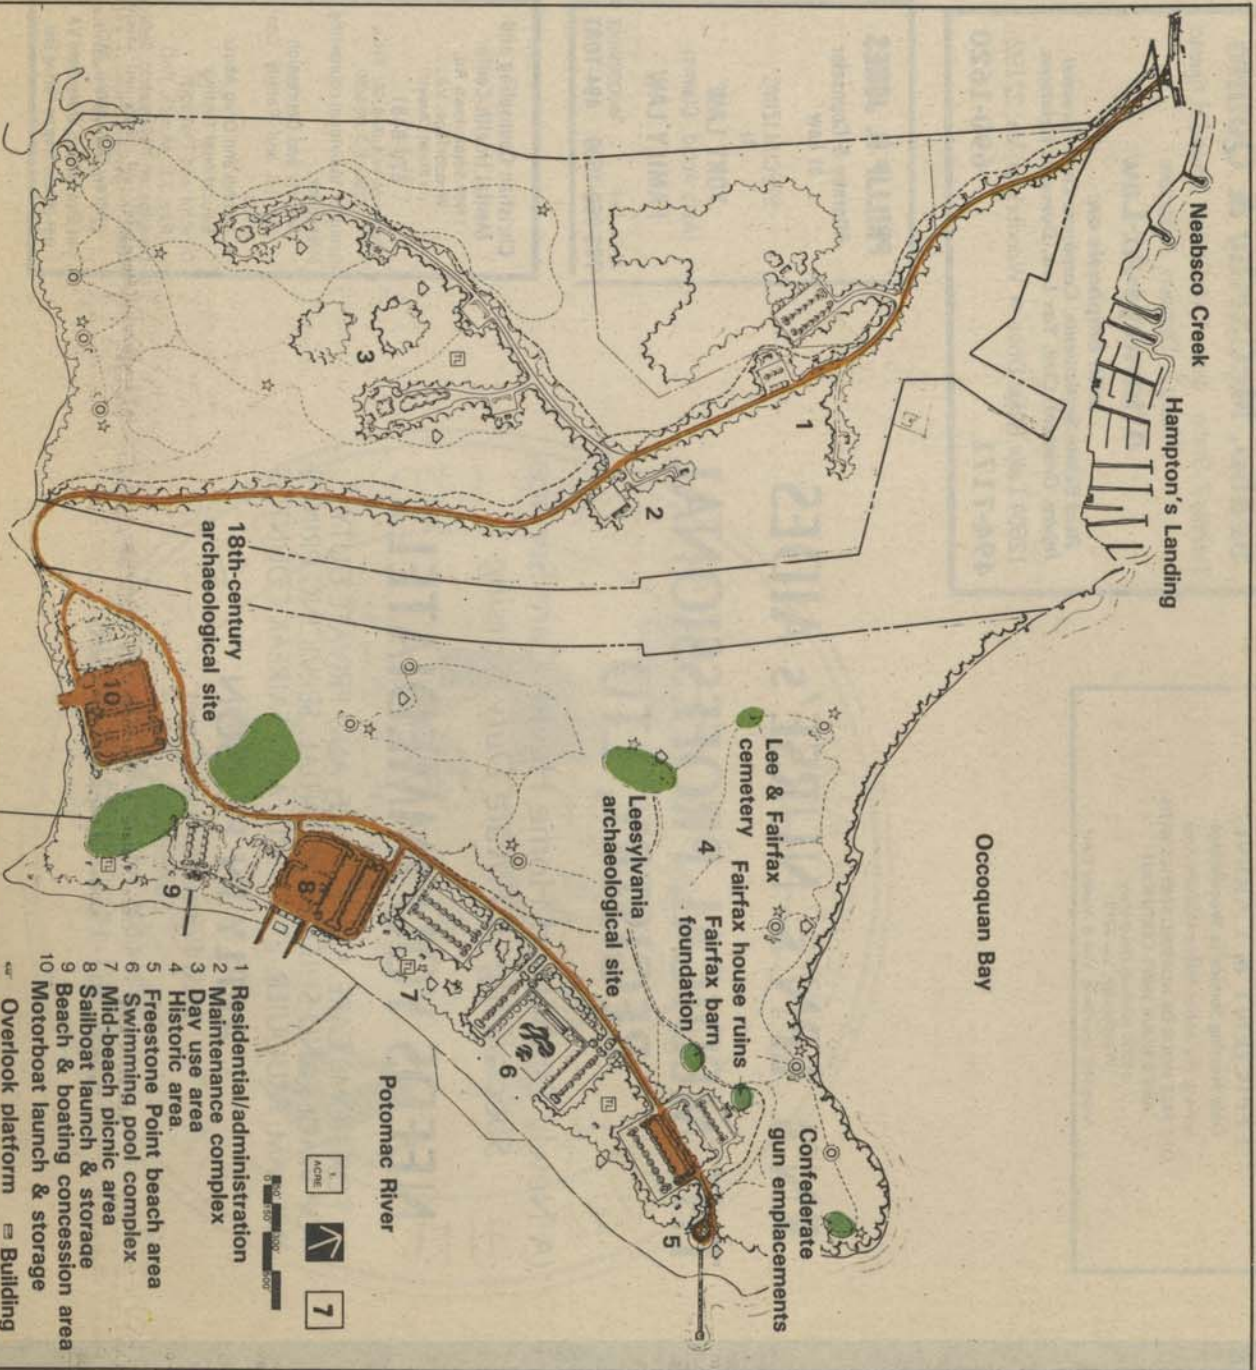 Neabsco Creek
Hampton's Landing
Occoquan Bay
1
2
3
18th-century
archaeological site
Lee & Fairfax
cemetery
4
Fairfax house ruins
Fairfax barn
foundation
Leesylvania
archaeological site
Confederate
gun emplacements
10
9
8
7
6
5
Potomac River
1 Residential/administration
2 Maintenance complex
3 Day use area
4 Historic area
5 Freestone Point beach area
6 Swimming pool complex
7 Mid-beach picnic area
8 Sailboat launch & storage
9 Beach & boating concession area
10 Motorboat launch & storage
Overlook platform
Building
1
ACRE
7